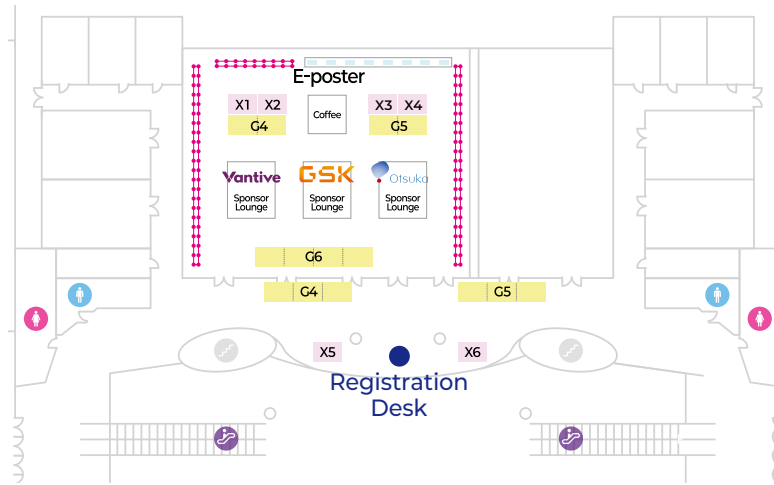 E-poster
X1 X2
Coffee
X3 X4
G4
G5
Vantive
GSK
Otsuka
Sponsor
Lounge
Sponsor
Lounge
Sponsor
Lounge
G6
G4
G5
X5
X6
Registration
Desk